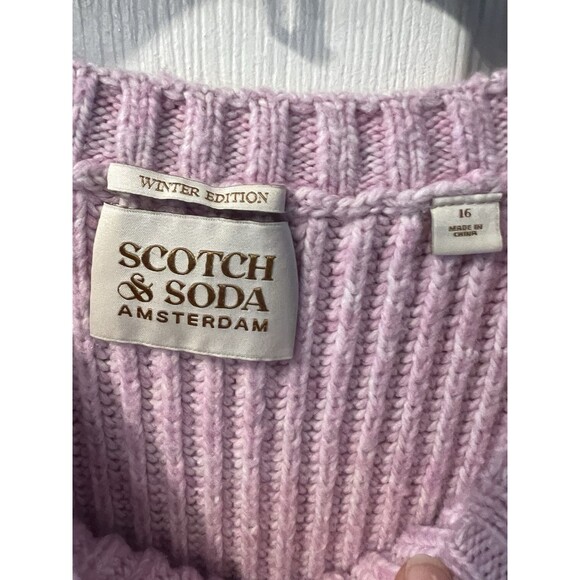 WINTER EDITION
SCOTCH
& SODA
AMSTERDAM
16
MADE IN
CHINA